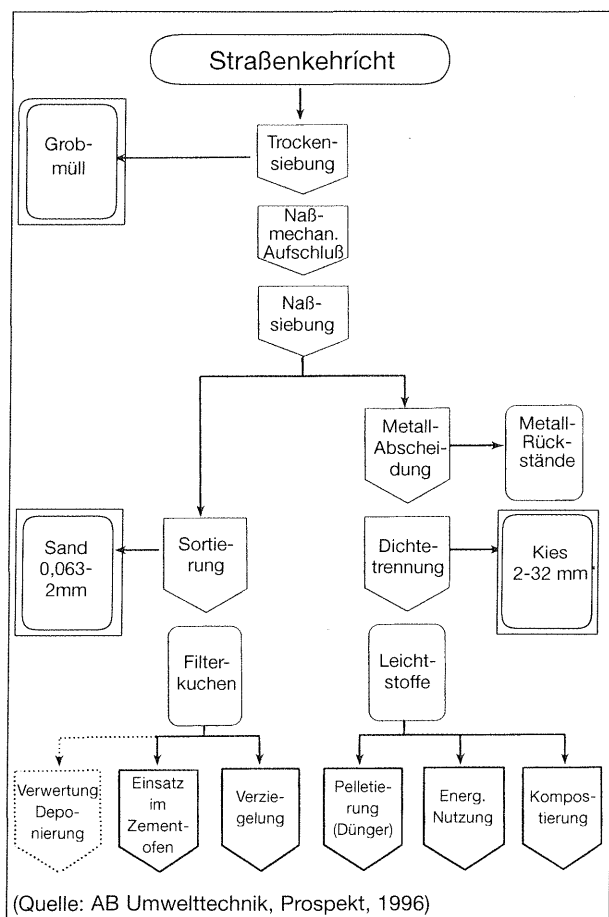 Straßenkehrícht
Grob-
müll
Trocken-
siebung
Naß-
mechan.
Aufschluß
Naß-
siebung
Metall-
Abschei-
dung
Metall-
Rück-
stände
Sand
0,063-
2mm
Sortie-
rung
Dichte-
trennung
Kies
2-32 mm
Filter-
kuchen
Leicht-
stoffe
Verwertung
Depo-
nierung
Einsatz
im
Zement-
ofen
Verzie-
gelung
Pelletie-
rung
(Dünger)
Energ.
Nutzung
Kompos-
tierung
(Quelle: AB Umwelttechnik, Prospekt, 1996)